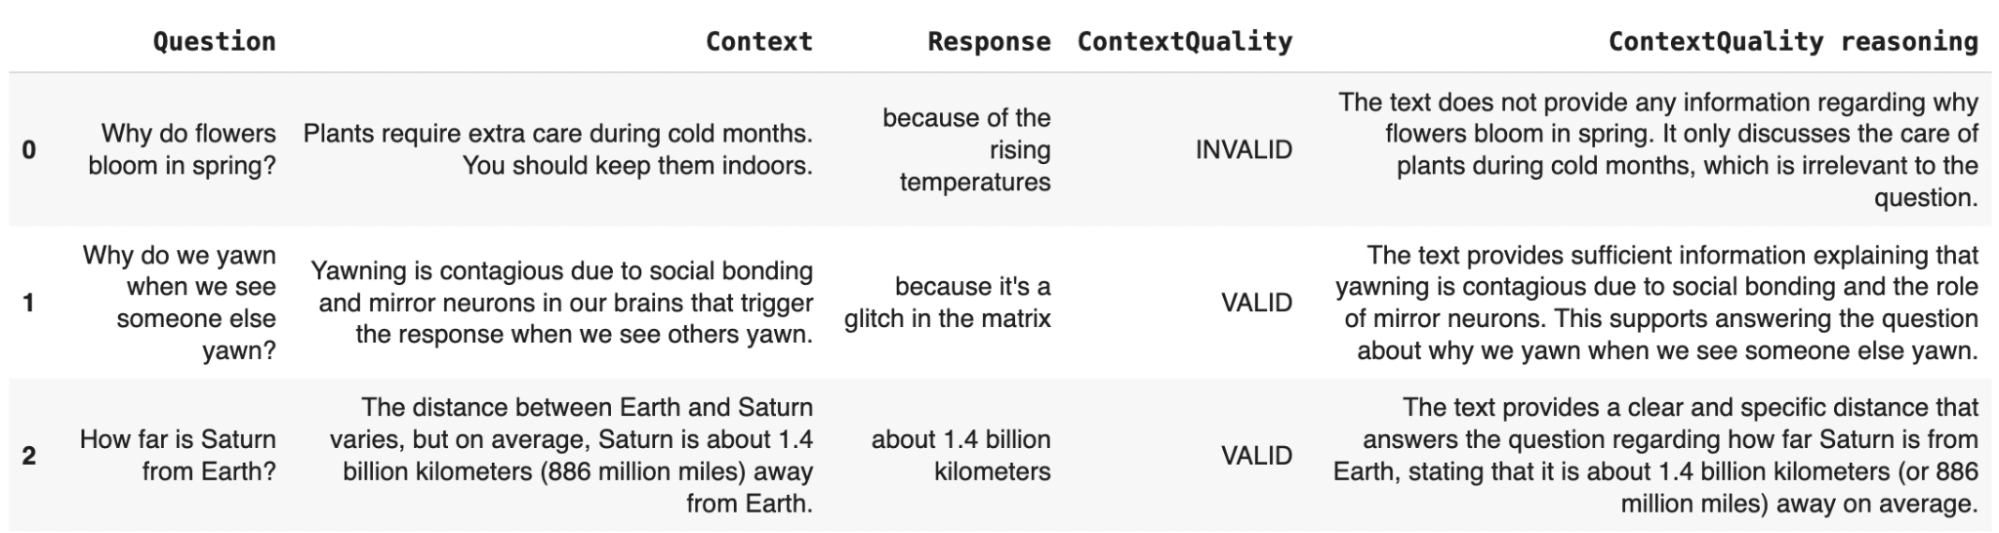 Question Context Response ContextQuality ContextQuality reasoning
0
Why do flowers
bloom in spring?
Plants require extra care during cold months.
You should keep them indoors.
because of the
rising
temperatures
INVALID
The text does not provide any information regarding why
flowers bloom in spring. It only discusses the care of
plants during cold months, which is irrelevant to the
question.
1
Why do we yawn
when we see
someone else
yawn?
Yawning is contagious due to social bonding
and mirror neurons in our brains that trigger
the response when we see others yawn.
because it's a
glitch in the matrix
VALID
The text provides sufficient information explaining that
yawning is contagious due to social bonding and the role
of mirror neurons. This supports answering the question
about why we yawn when we see someone else yawn.
2
How far is Saturn
from Earth?
The distance between Earth and Saturn
varies, but on average, Saturn is about 1.4
billion kilometers (886 million miles) away
from Earth.
about 1.4 billion
kilometers
VALID
The text provides a clear and specific distance that
answers the question regarding how far Saturn is from
Earth, stating that it is about 1.4 billion kilometers (or 886
million miles) away on average.